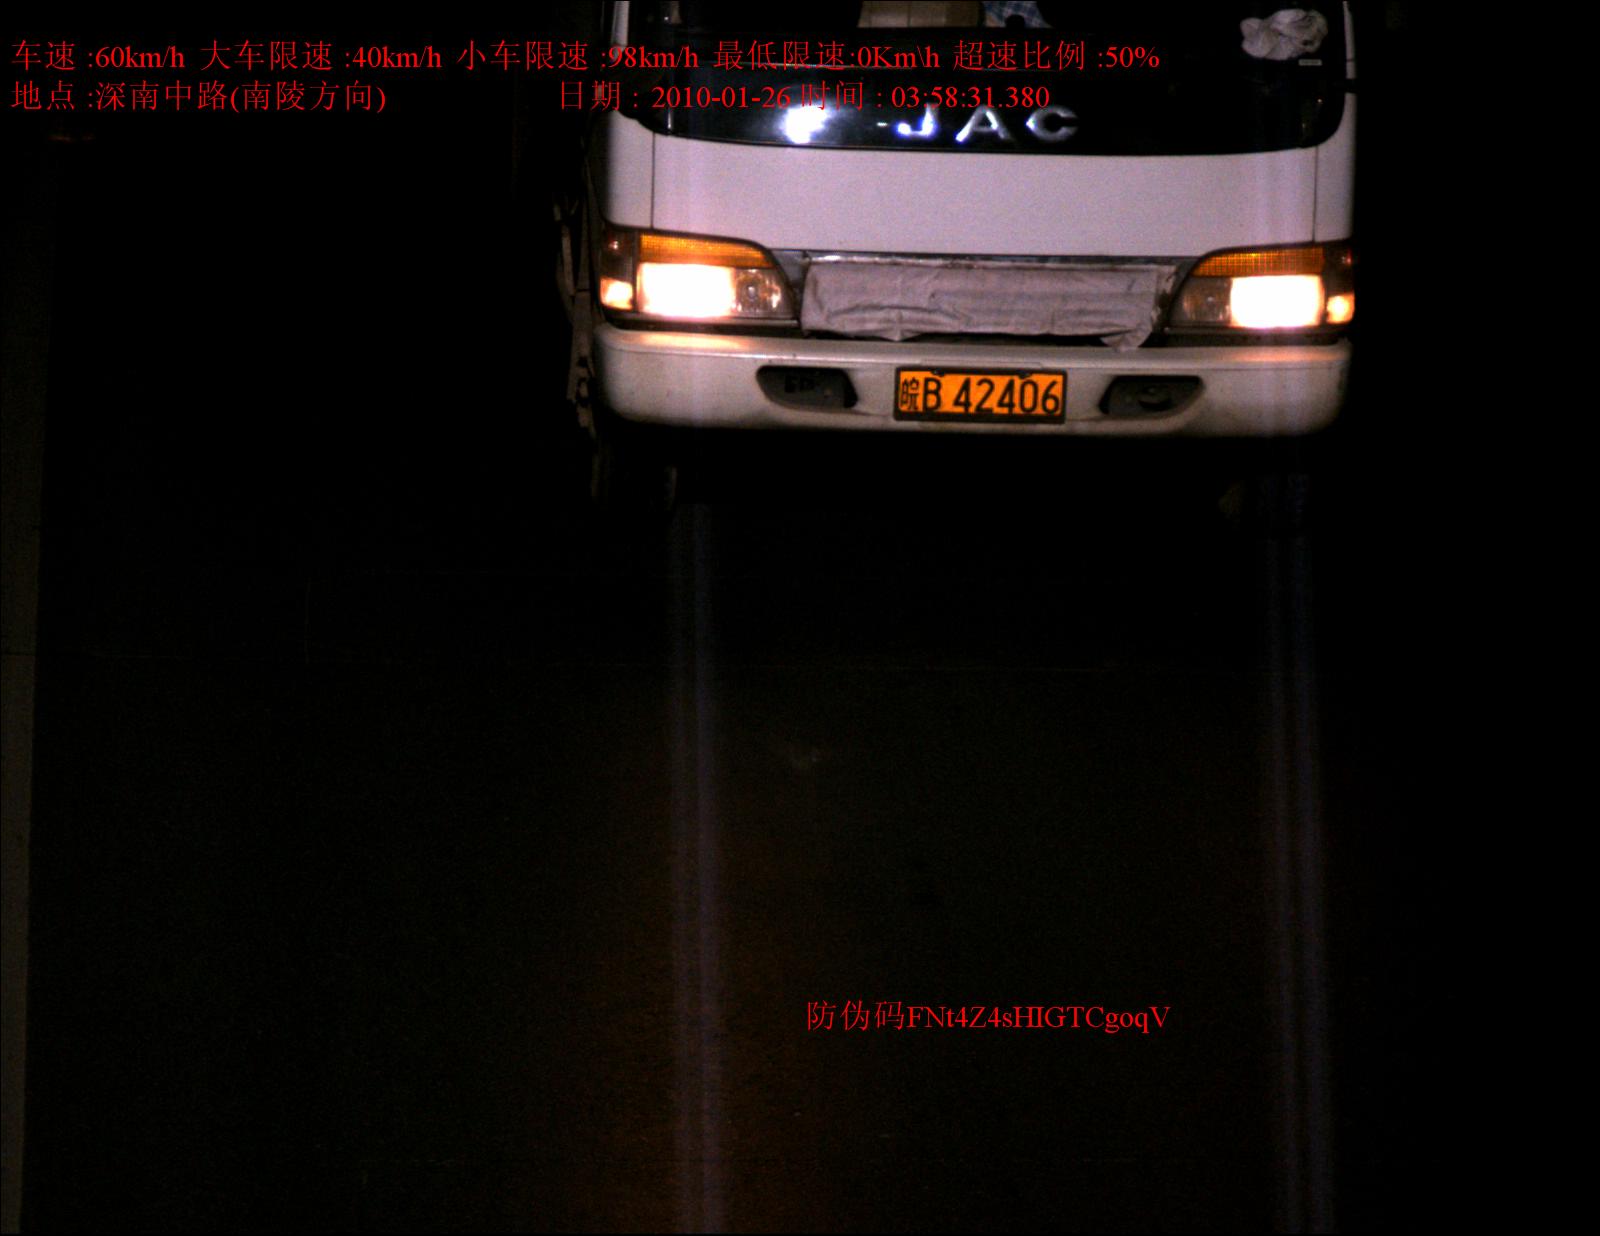 车速 :60km/h 大车限速 :40km/h 小车限速 :98km/h 最低限速:0Km\h 超速比例 :50%
地点 :深南中路(南陵方向) 日期 : 2010-01-26 时间 : 03:58:31.380
JAC
皖B 42406
防伪码FNt4Z4sHIGTCgoqV